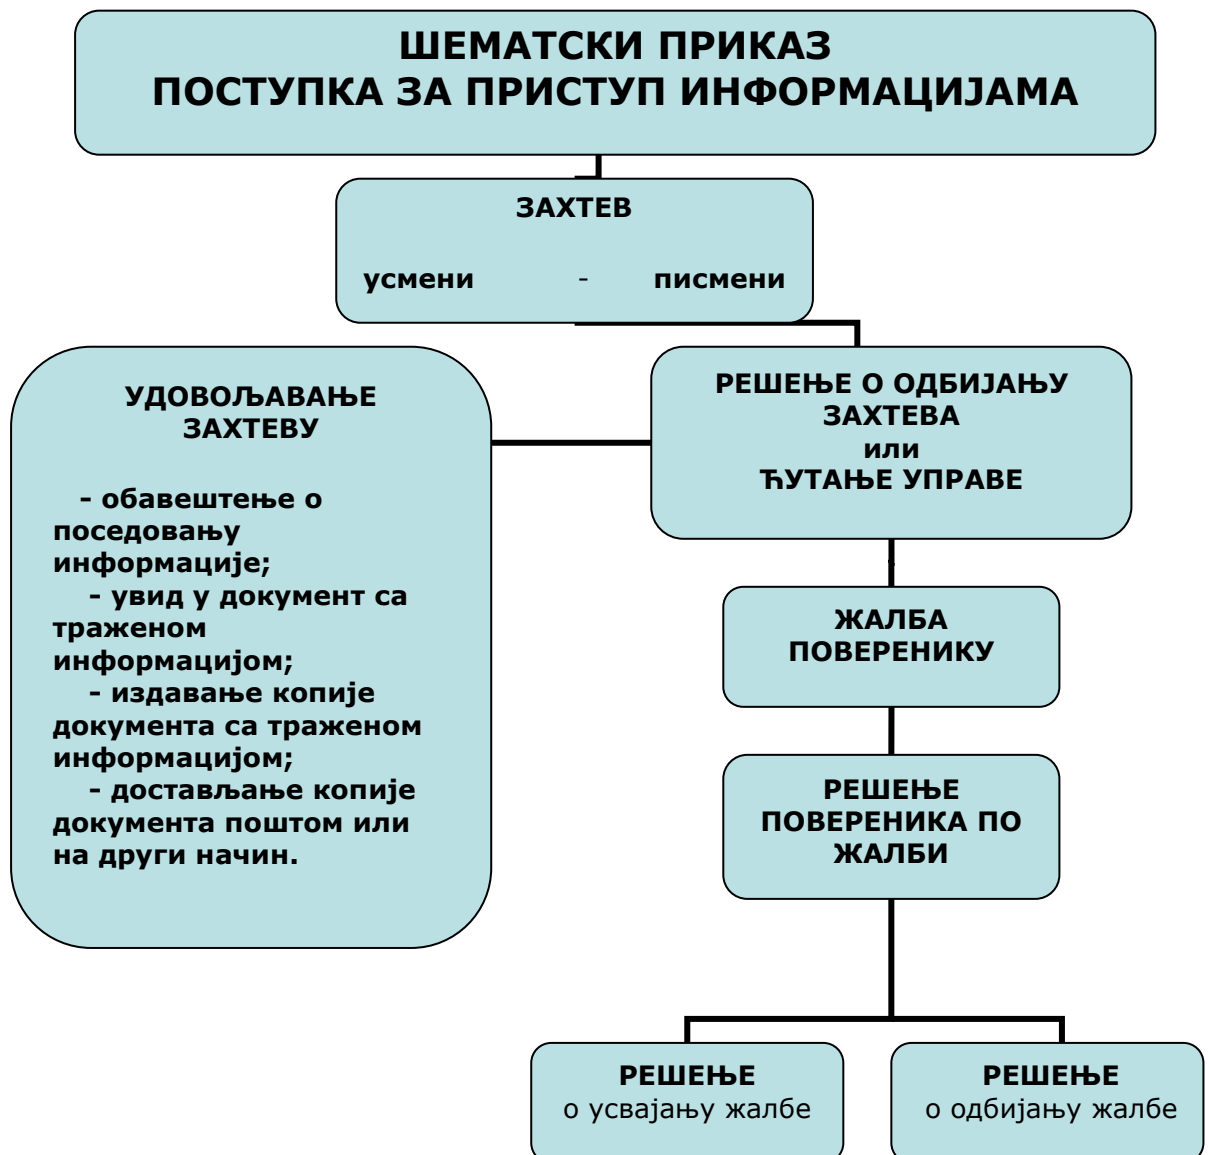 ШЕМАТСКИ ПРИКАЗ
ПОСТУПКА ЗА ПРИСТУП ИНФОРМАЦИЈАМА
ЗАХТЕВ
усмени - писмени
УДОВОЉАВАЊЕ
ЗАХТЕВУ
- обавештење о
поседовању
информације;
- увид у документ са
траженом
информацијом;
- издавање копије
документа са траженом
информацијом;
- достављање копије
документа поштом или
на други начин.
РЕШЕЊЕ О ОДБИЈАЊУ
ЗАХТЕВА
или
ЋУТАЊЕ УПРАВЕ
ЖАЛБА
ПОВЕРЕНИКУ
РЕШЕЊЕ
ПОВЕРЕНИКА ПО
ЖАЛБИ
РЕШЕЊЕ
о усвајању жалбе
РЕШЕЊЕ
о одбијању жалбе